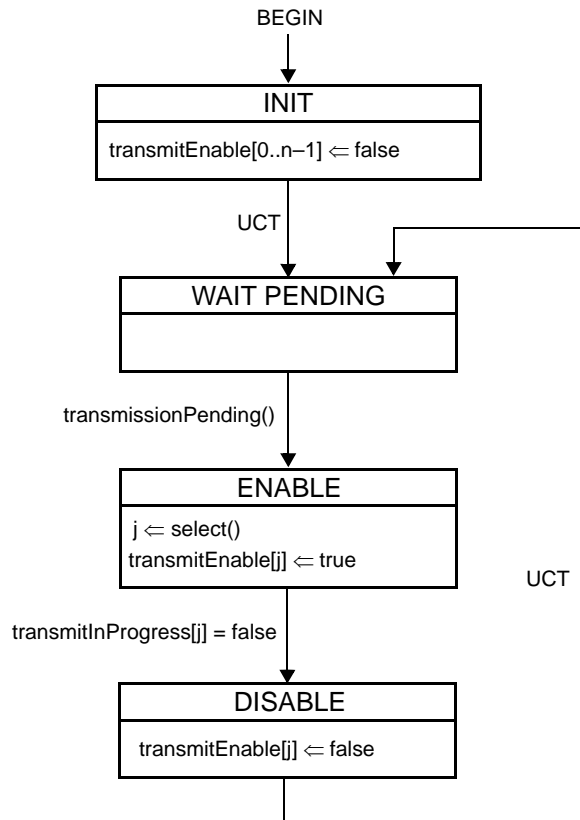 BEGIN
INIT
transmitEnable[0..n–1] ⇐ false
UCT
WAIT PENDING
transmissionPending()
ENABLE
j ⇐ select()
transmitEnable[j] ⇐ true
UCT
transmitInProgress[j] = false
DISABLE
transmitEnable[j] ⇐ false